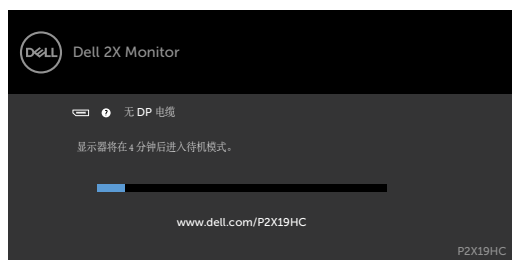 DELL
Dell 2X Monitor
? 无 DP 电缆
显示器将在 4 分钟后进入待机模式。
www.dell.com/P2X19HC
P2X19HC